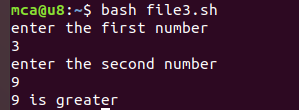 mca@u8:~$ bash file3.sh
enter the first number
3
enter the second number
9
9 is greater